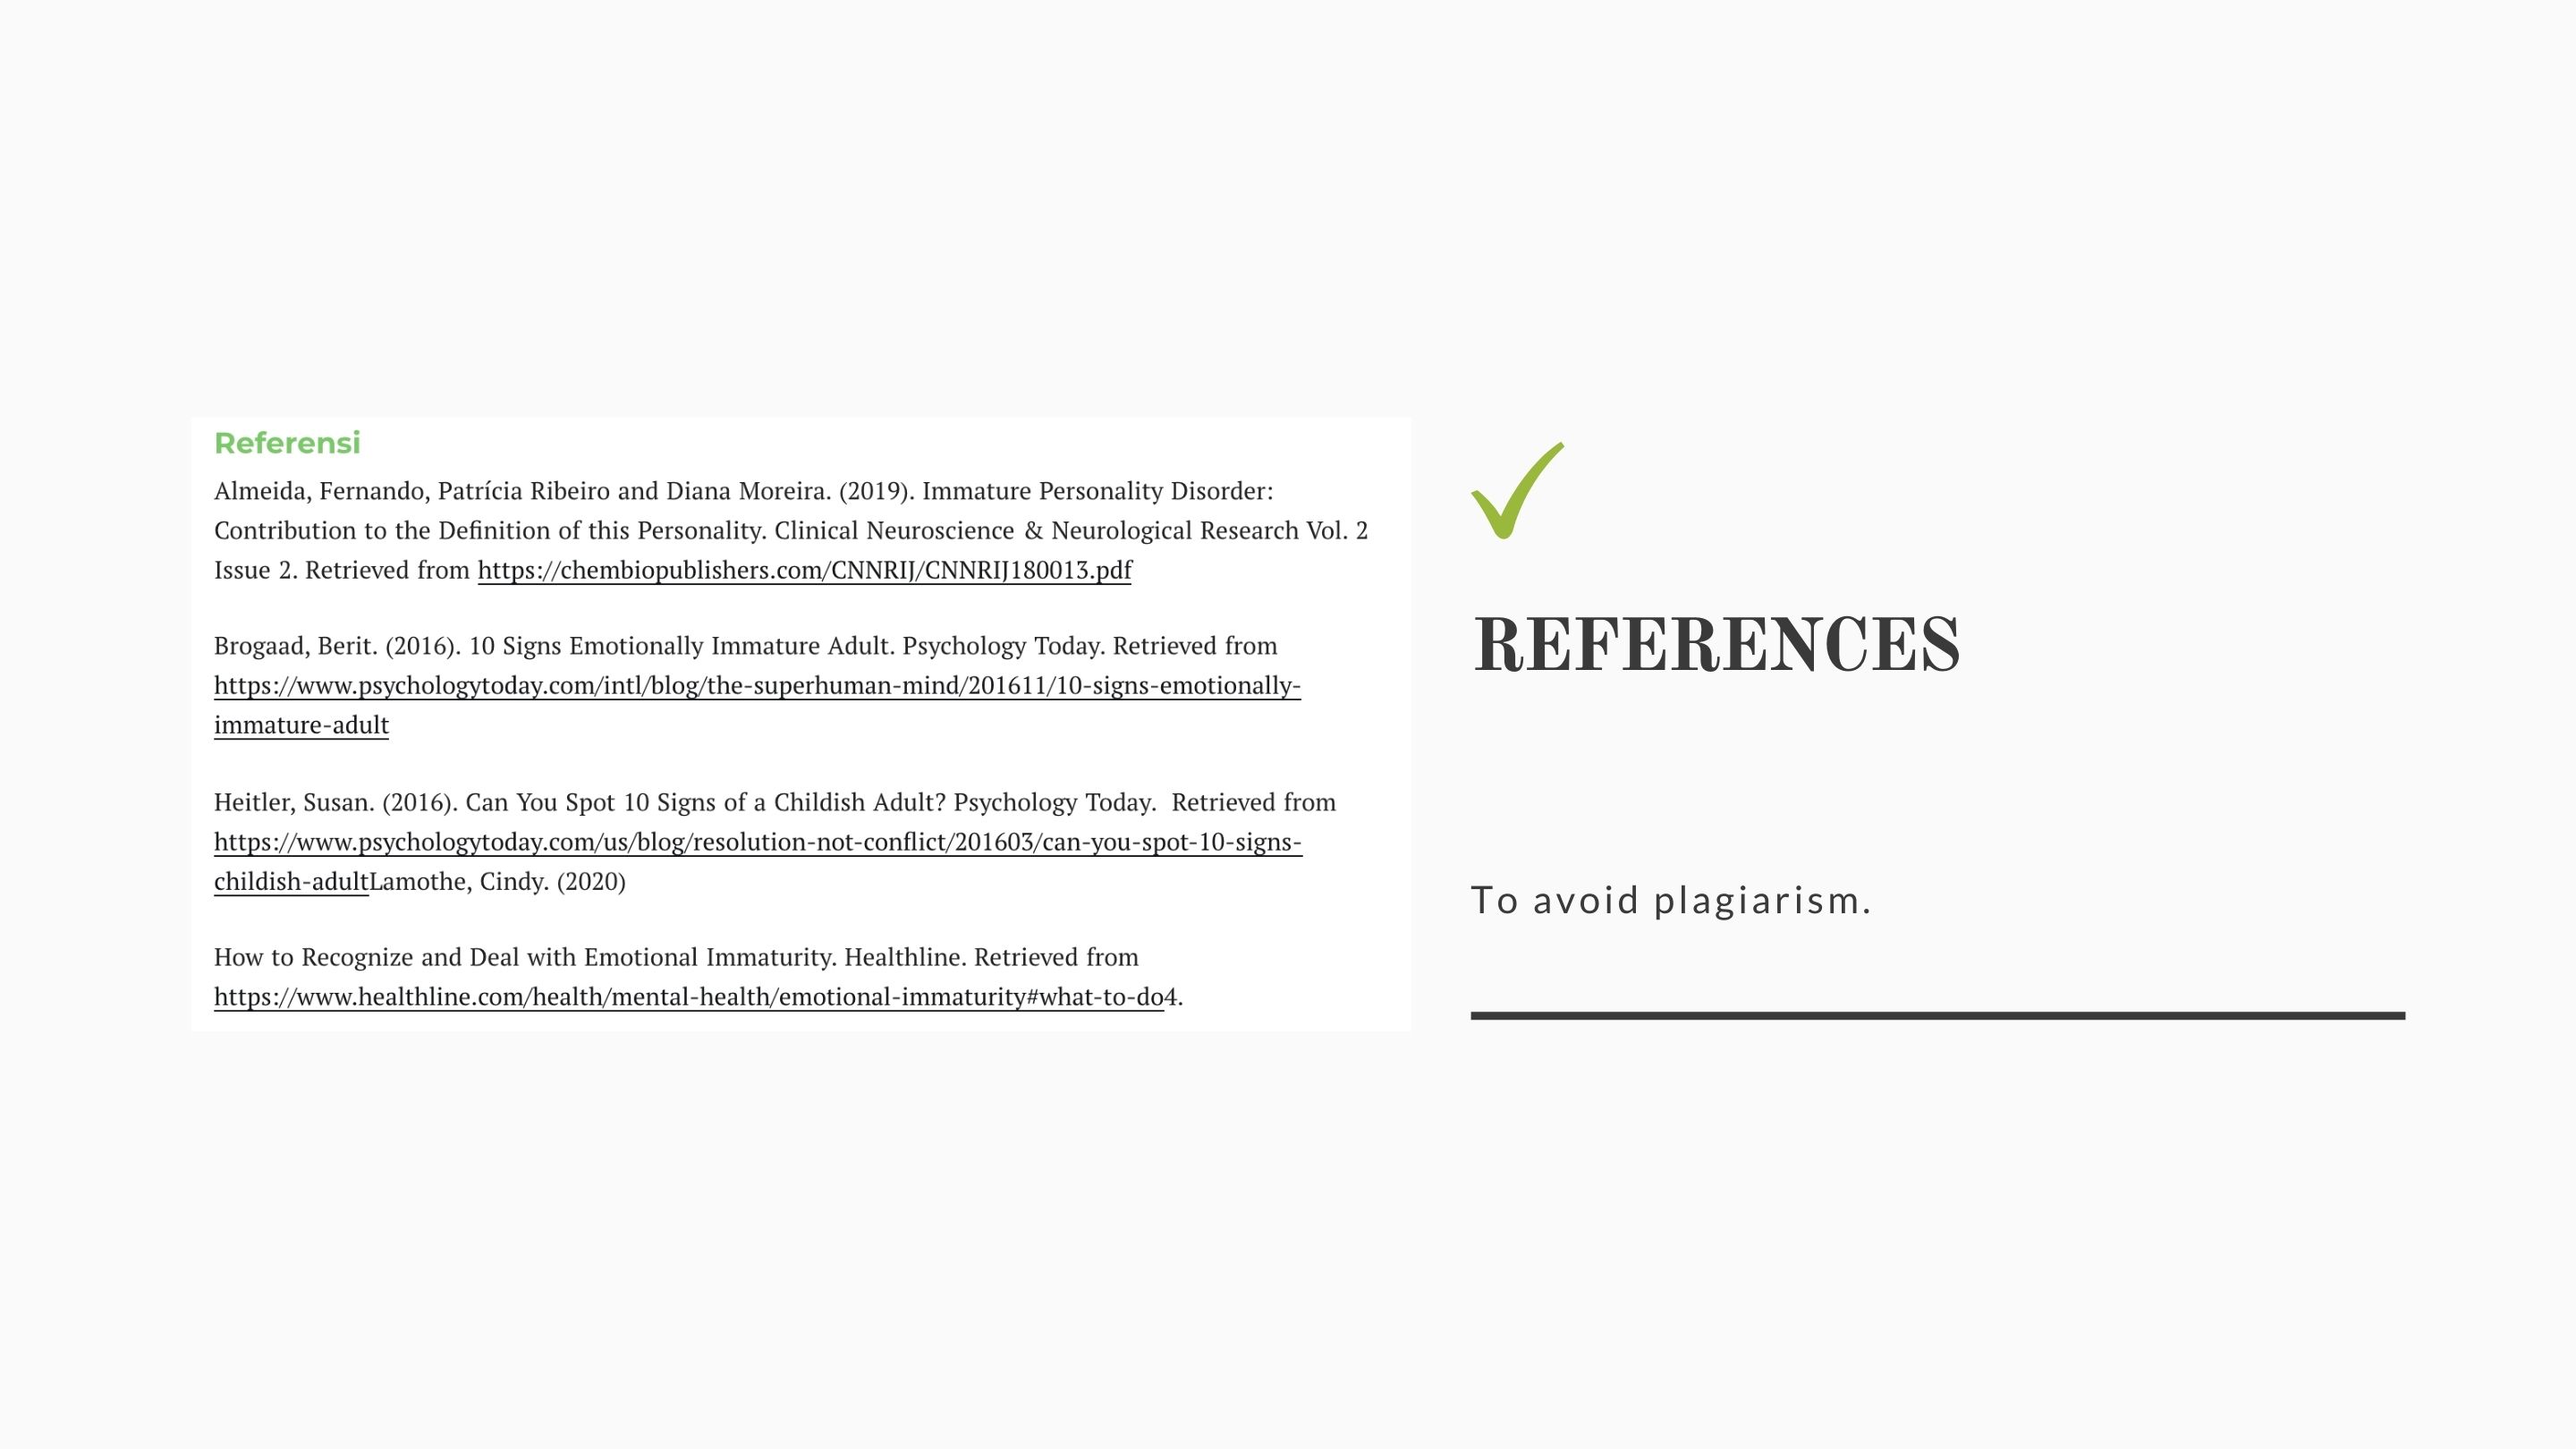 Referensi
Almeida, Fernando, Patrícia Ribeiro and Diana Moreira. (2019). Immature Personality Disorder:
Contribution to the Definition of this Personality. Clinical Neuroscience & Neurological Research Vol. 2
Issue 2. Retrieved from https://chembiopublishers.com/CNNRIJ/CNNRIJ180013.pdf
Brogaad, Berit. (2016). 10 Signs Emotionally Immature Adult. Psychology Today. Retrieved from
https://www.psychologytoday.com/intl/blog/the-superhuman-mind/201611/10-signs-emotionally-
immature-adult
Heitler, Susan. (2016). Can You Spot 10 Signs of a Childish Adult? Psychology Today.  Retrieved from
https://www.psychologytoday.com/us/blog/resolution-not-conflict/201603/can-you-spot-10-signs-
childish-adultLamothe, Cindy. (2020)
How to Recognize and Deal with Emotional Immaturity. Healthline. Retrieved from
https://www.healthline.com/health/mental-health/emotional-immaturity#what-to-do4.
REFERENCES
To avoid plagiarism.